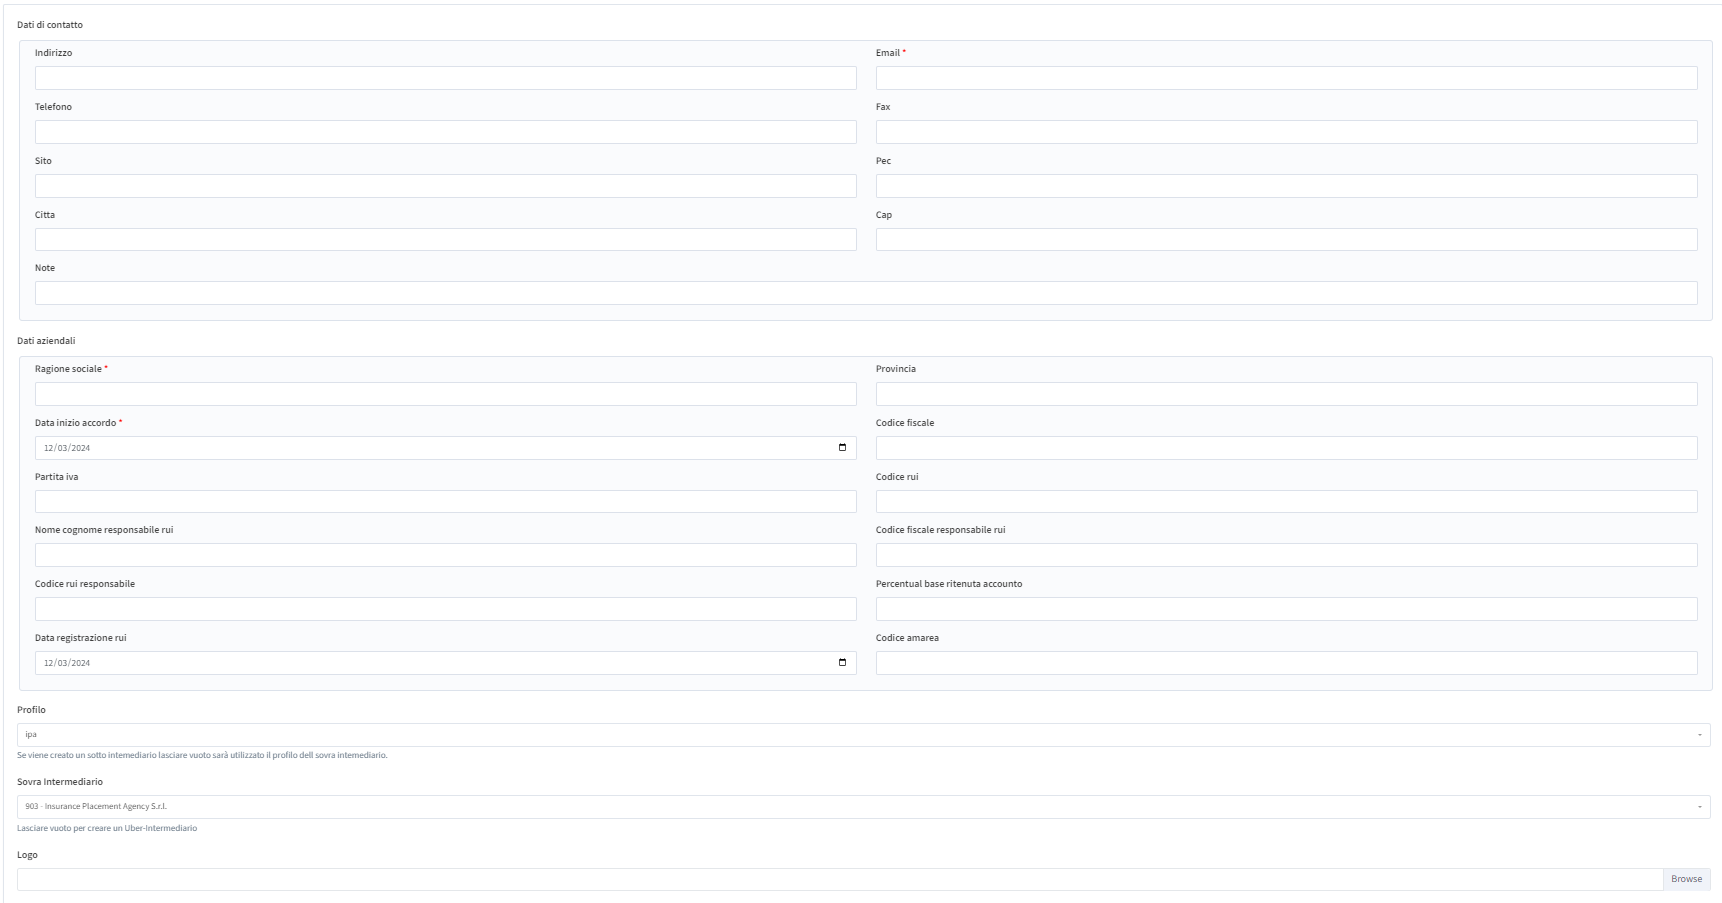 Dati di contatto
Indirizzo
Email *
Telefono
Fax
Sito
Pec
Citta
Cap
Note
Dati aziendali
Ragione sociale *
Provincia
Data inizio accordo *
Codice fiscale
12/03/2024
Partita iva
Codice rui
Nome cognome responsabile rui
Codice fiscale responsabile rui
Codice rui responsabile
Percentual base ritenuta accounto
Data registrazione rui
Codice amarea
12/03/2024
Profilo
ipa
Se viene creato un sotto intemediario lasciare vuoto sarà utilizzato il profilo dell sovra intemediario.
Sovra Intermediario
903 - Insurance Placement Agency S.r.l.
Lasciare vuoto per creare un Uber-Intermediario
Logo
Browse